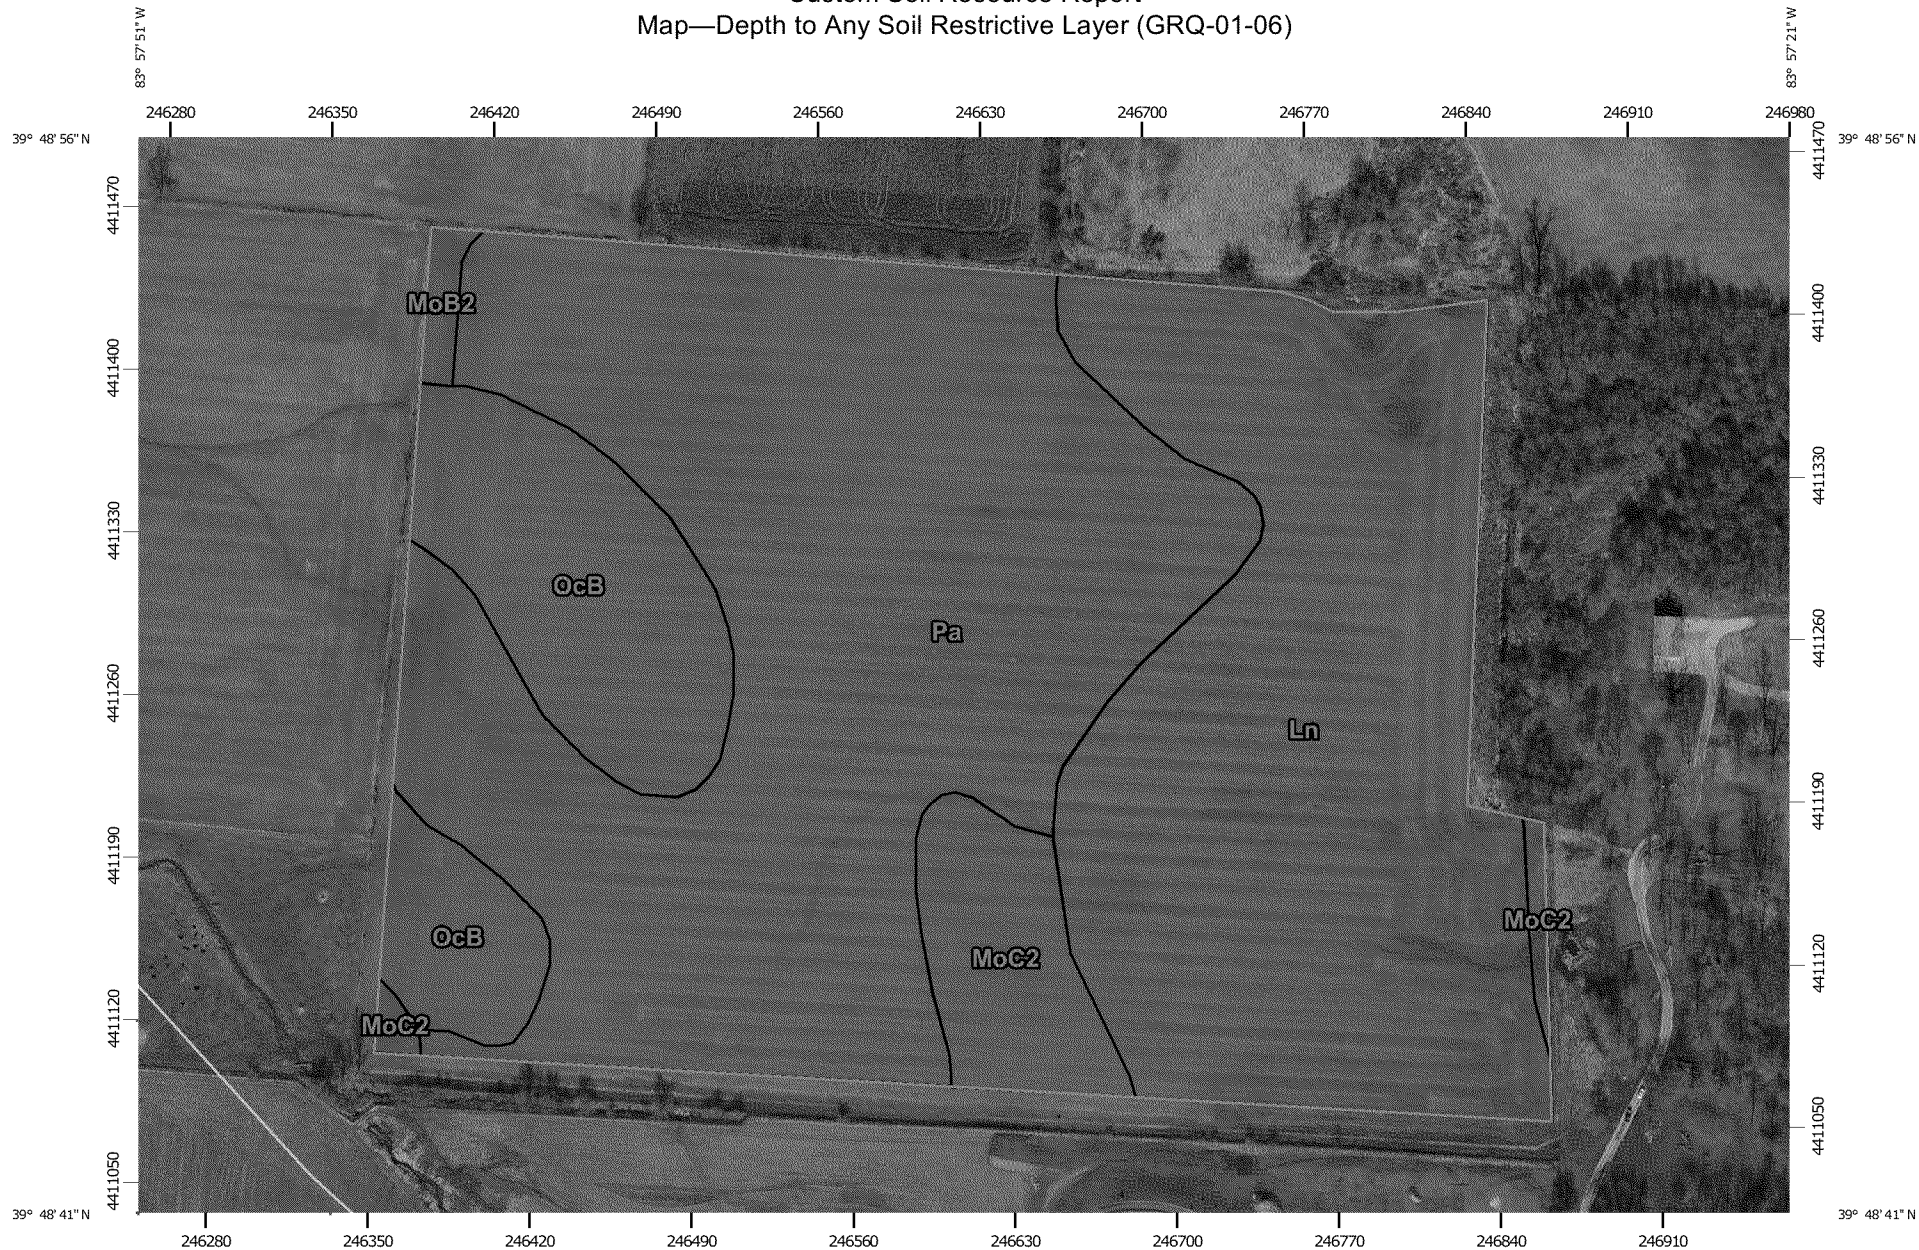 Custom Soil Resource Report
Map—Depth to Any Soil Restrictive Layer (GRQ-01-06)
83° 57' 51" W
83° 57' 21" W
246280 246350 246420 246490 246560 246630 246700 246770 246840 246910 246980
39° 48' 56" N
39° 48' 56" N
4411470
4411400
4411330
4411260
4411190
4411120
4411050
4411470
4411400
4411330
4411260
4411190
4411120
4411050
MoB2
OcB
Pa
Ln
MoC2
OcB
MoC2
MoC2
39° 48' 41" N
39° 48' 41" N
246280 246350 246420 246490 246560 246630 246700 246770 246840 246910